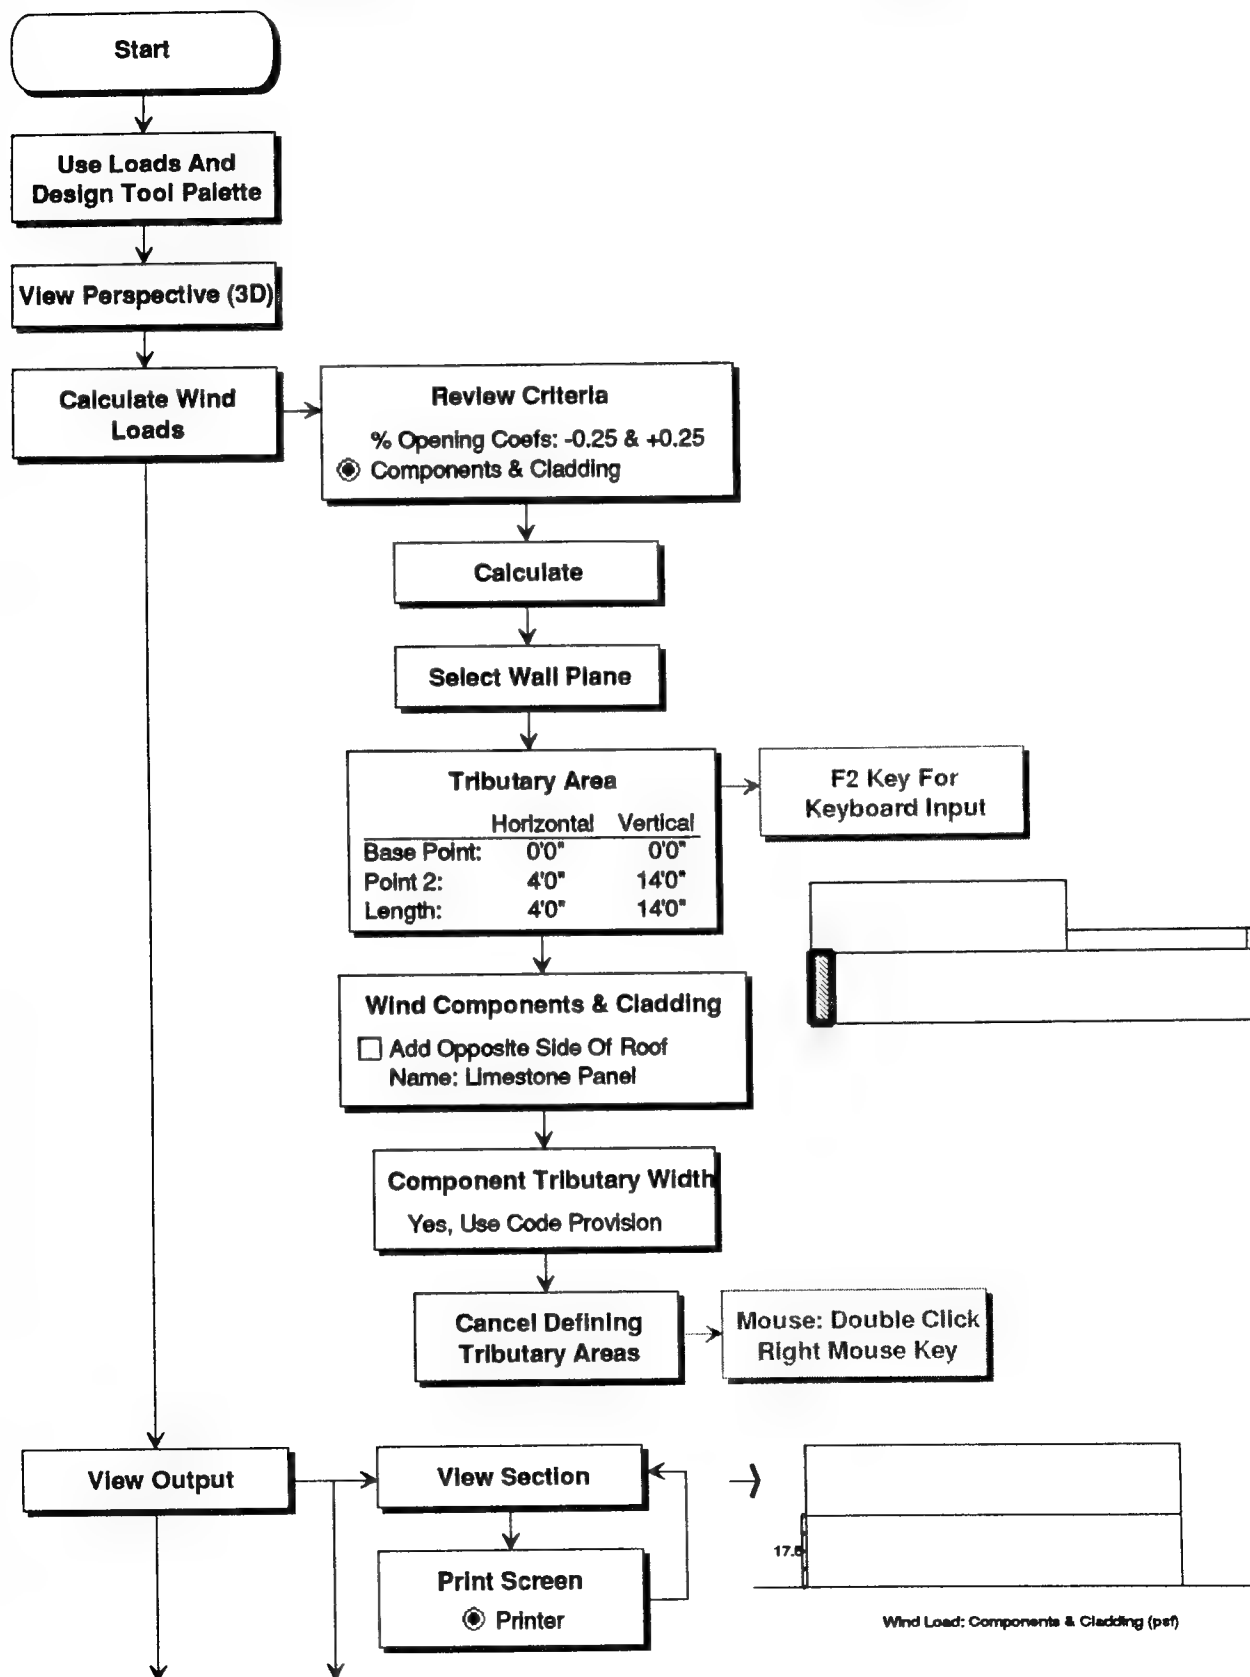 Start
Use Loads And
Design Tool Palette
View Perspective (3D)
Calculate Wind
Loads
Review Criteria
% Opening Coefs: -0.25 & +0.25
Components & Cladding
Calculate
Select Wall Plane
Tributary Area
Horizontal Vertical
Base Point: 0'0" 0'0"
Point 2: 4'0" 14'0"
Length: 4'0" 14'0"
F2 Key For
Keyboard Input
Wind Components & Cladding
Add Opposite Side Of Roof
Name: Limestone Panel
Component Tributary Width
Yes, Use Code Provision
Cancel Defining
Tributary Areas
Mouse: Double Click
Right Mouse Key
View Output
View Section
Print Screen
Printer
Wind Load: Components & Cladding (psf)